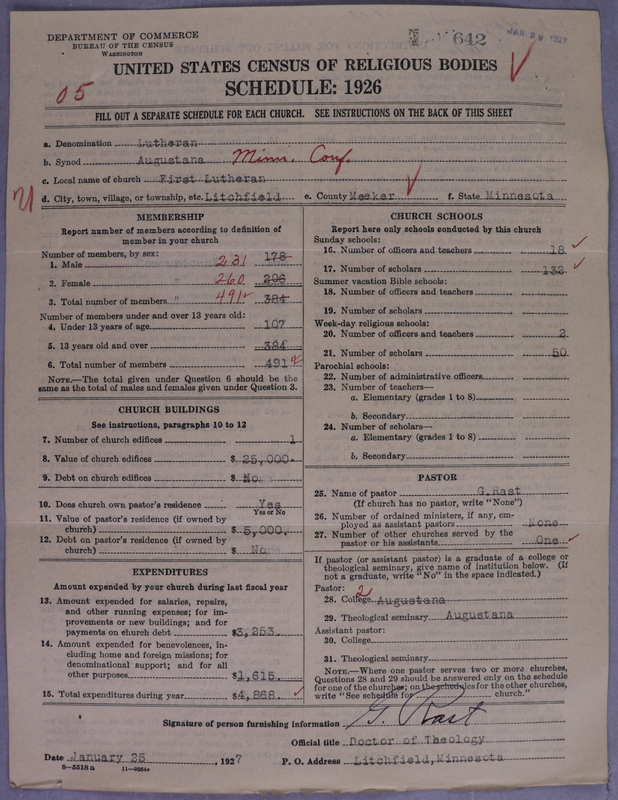 DEPARTMENT OF COMMERCE
BUREAU OF THE CENSUS
WASHINGTON
642
JAN 29 1927
UNITED STATES CENSUS OF RELIGIOUS BODIES
SCHEDULE: 1926
05
FILL OUT A SEPARATE SCHEDULE FOR EACH CHURCH. SEE INSTRUCTIONS ON THE BACK OF THIS SHEET
a. Denomination Lutheran
b. Synod Augustana Minn. Conf.
c. Local name of church First Lutheran
d. City, town, village, or township, etc. Litchfield e. County Meeker f. State Minnesota
MEMBERSHIP
Report number of members according to definition of
member in your church
Number of members, by sex:
1. Male 231 178
2. Female " 260 206
3. Total number of members " 491 384
Number of members under and over 13 years old:
4. Under 13 years of age 107
5. 13 years old and over 384
6. Total number of members 491
NOTE.—The total given under Question 6 should be the
same as the total of males and females given under Question 3.
CHURCH BUILDINGS
See instructions, paragraphs 10 to 12
7. Number of church edifices 1
8. Value of church edifices $ 25,000.
9. Debt on church edifices $ No
10. Does church own pastor's residence Yes
Yes or No
11. Value of pastor's residence (if owned by
church) $ 5,000.
12. Debt on pastor's residence (if owned by
church) $ No
EXPENDITURES
Amount expended by your church during last fiscal year
13. Amount expended for salaries, repairs,
and other running expenses; for im-
provements or new buildings; and for
payments on church debt $3,253.
14. Amount expended for benevolences, in-
cluding home and foreign missions; for
denominational support; and for all
other purposes $1,615.
15. Total expenditures during year $4,868.
CHURCH SCHOOLS
Report here only schools conducted by this church
Sunday schools:
16. Number of officers and teachers 18
17. Number of scholars 132
Summer vacation Bible schools:
18. Number of officers and teachers
19. Number of scholars
Week-day religious schools:
20. Number of officers and teachers 2
21. Number of scholars 50
Parochial schools:
22. Number of administrative officers
23. Number of teachers—
a. Elementary (grades 1 to 8)
b. Secondary
24. Number of scholars—
a. Elementary (grades 1 to 8)
b. Secondary
PASTOR
25. Name of pastor G. Rast
(If church has no pastor, write "None")
26. Number of ordained ministers, if any, em-
ployed as assistant pastors None
27. Number of other churches served by the
pastor or his assistants One
If pastor (or assistant pastor) is a graduate of a college or
theological seminary, give name of institution below. (If
not a graduate, write "No" in the space indicated.)
Pastor: 2
28. College Augustana
29. Theological seminary Augustana
Assistant pastor:
30. College
31. Theological seminary
NOTE.—Where one pastor serves two or more churches,
Questions 28 and 29 should be answered only on the schedule
for one of the churches; on the schedules for the other churches,
write "See schedule for church."
Signature of person furnishing information G. Rast
Official title Doctor of Theology
Date January 25, 1927 P. O. Address Litchfield, Minnesota
8—5518 a